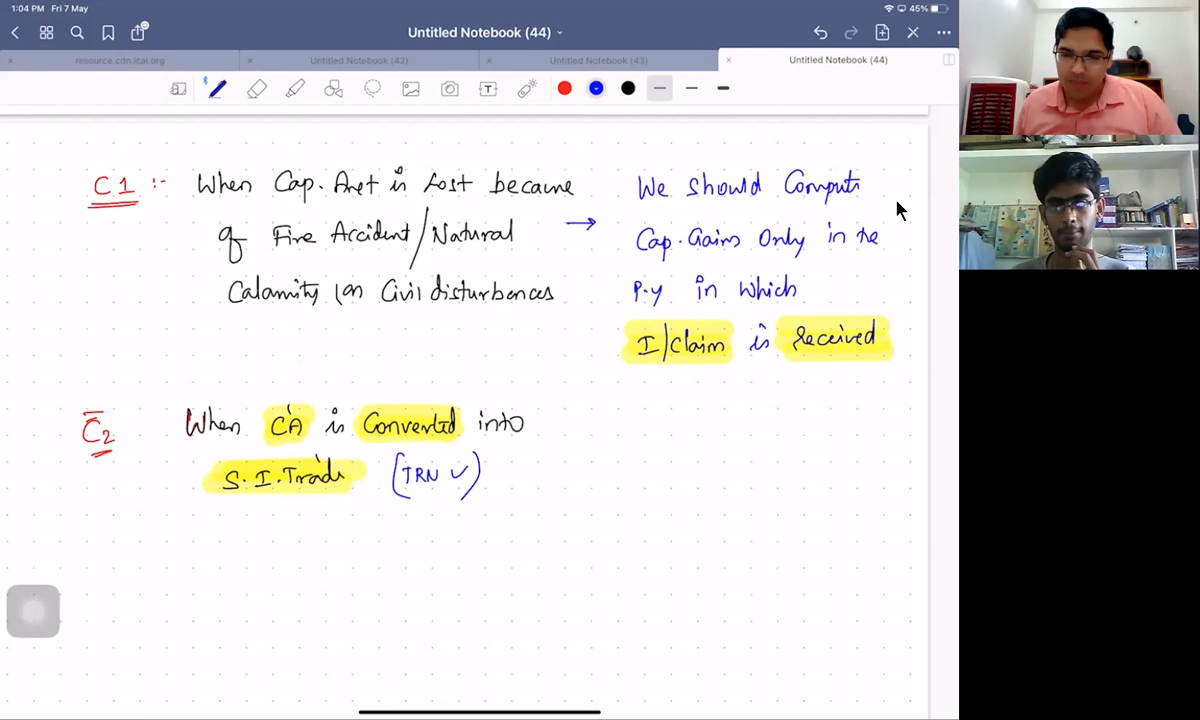 1:04 PM Fri 7 May
45%
Untitled Notebook (44)
resource.cdn.icai.org
Untitled Notebook (42)
Untitled Notebook (43)
Untitled Notebook (44)
C1 :- When Cap. Asset is Lost because
of Fire Accident/Natural
Calamity (or Civil disturbances
→ We Should Compute
Cap. Gains Only in the
P.y in Which
I/Claim is Received
C2 When CA is Converted into
S.I.Trade (TRN ✓)